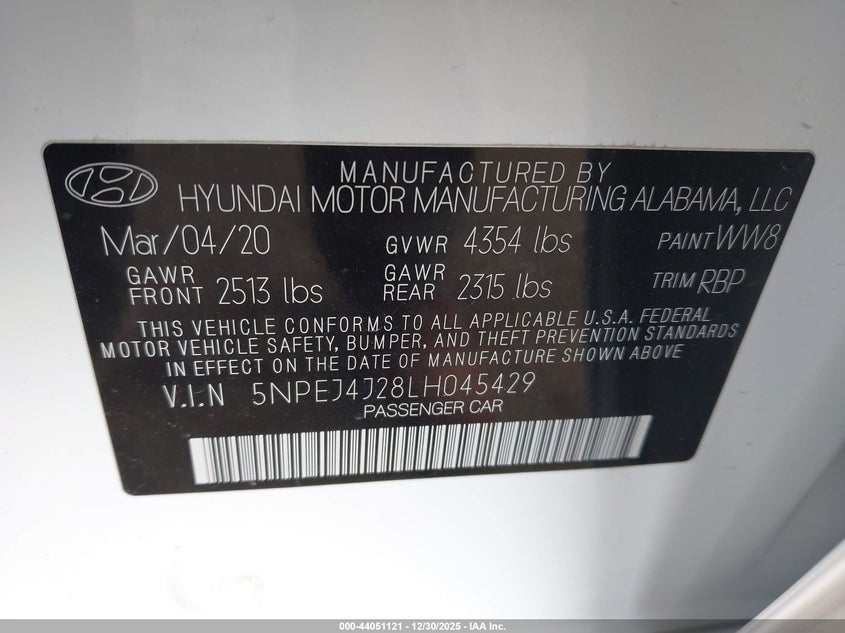 MANUFACTURED BY
HYUNDAI MOTOR MANUFACTURING ALABAMA, LLC
Mar/04/20 GVWR 4354 lbs PAINT WW8
GAWR FRONT 2513 lbs GAWR REAR 2315 lbs TRIM RBP
THIS VEHICLE CONFORMS TO ALL APPLICABLE U.S.A. FEDERAL
MOTOR VEHICLE SAFETY, BUMPER, AND THEFT PREVENTION STANDARDS
IN EFFECT ON THE DATE OF MANUFACTURE SHOWN ABOVE
V.I.N 5NPEJ4J28LH045429
PASSENGER CAR
000-44051121 - 12/30/2025 - IAA Inc.